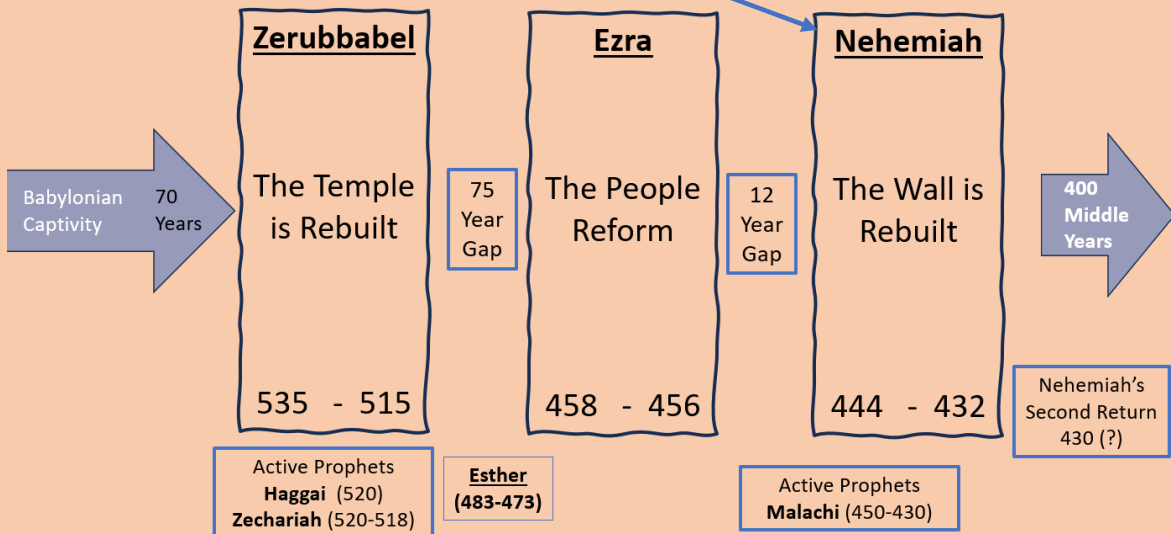 Babylonian
Captivity
70
Years
Zerubbabel
The Temple
is Rebuilt
535 - 515
Active Prophets
Haggai (520)
Zechariah (520-518)
75
Year
Gap
Esther
(483-473)
Ezra
The People
Reform
458 - 456
12
Year
Gap
Nehemiah
The Wall is
Rebuilt
444 - 432
Active Prophets
Malachi (450-430)
400
Middle
Years
Nehemiah's
Second Return
430 (?)